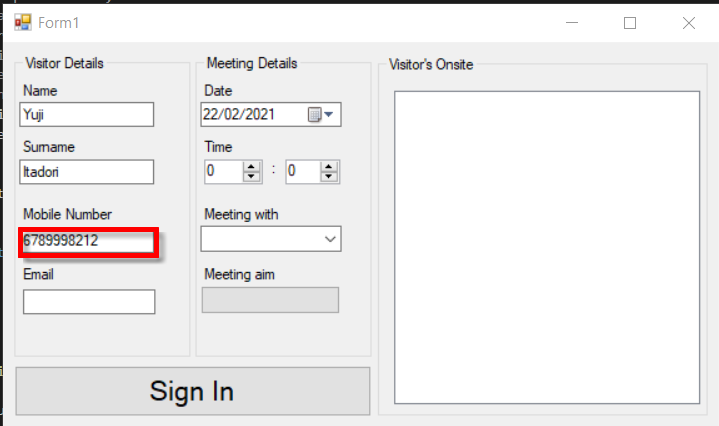 Form1
Visitor Details
Name
Yuji
Surname
Itadori
Mobile Number
6789998212
Email
Meeting Details
Date
22/02/2021
Time
0 : 0
Meeting with
Meeting aim
Visitor's Onsite
Sign In